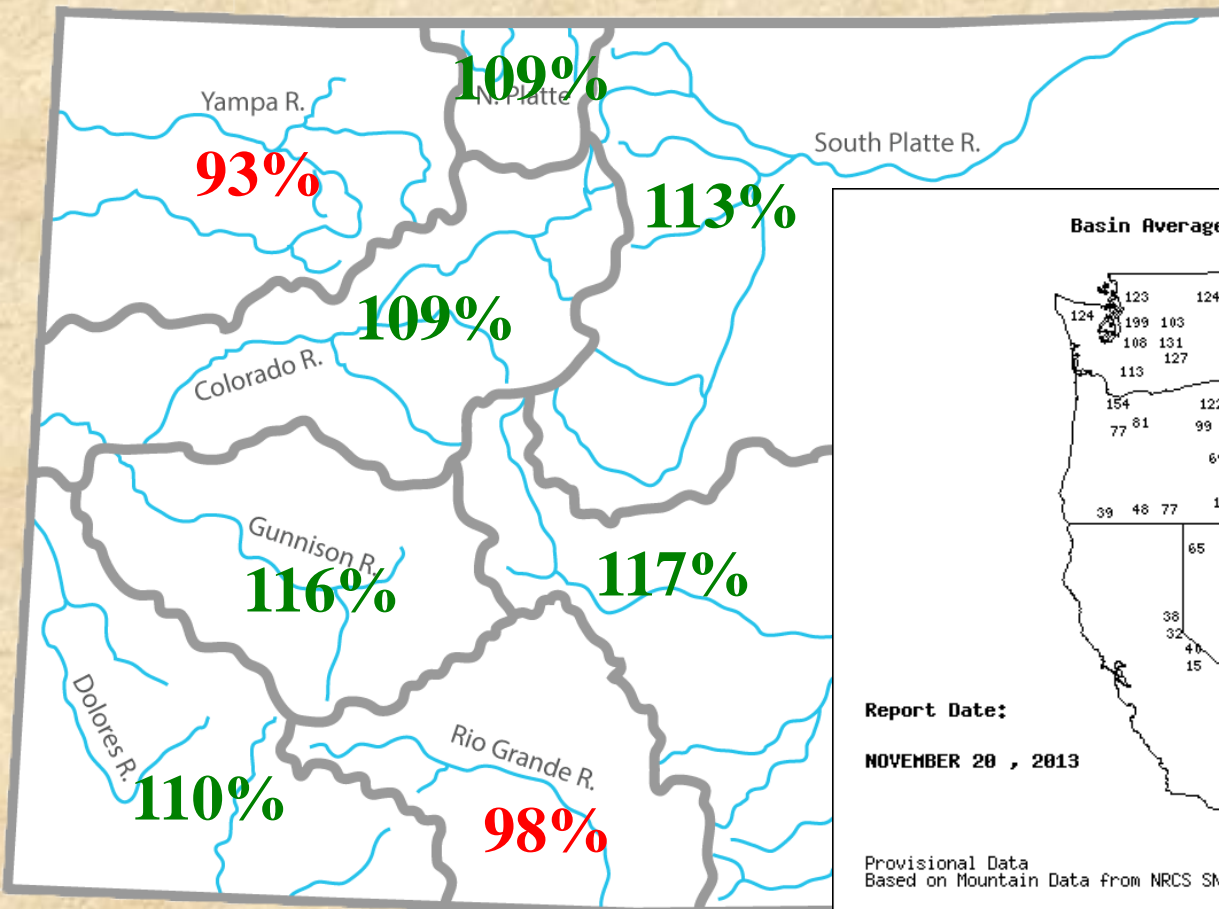 109%
N. Platte
Yampa R.
93%
South Platte R.
113%
109%
Colorado R.
Gunnison R.
116%
117%
Dolores R.
110%
Rio Grande R.
98%
Basin Average
123 124
124
199 103
108 131
127
113
154 122
77 81 99
39 48 77
65
38
32
15
Report Date:
NOVEMBER 20 , 2013
Provisional Data
Based on Mountain Data from NRCS SN